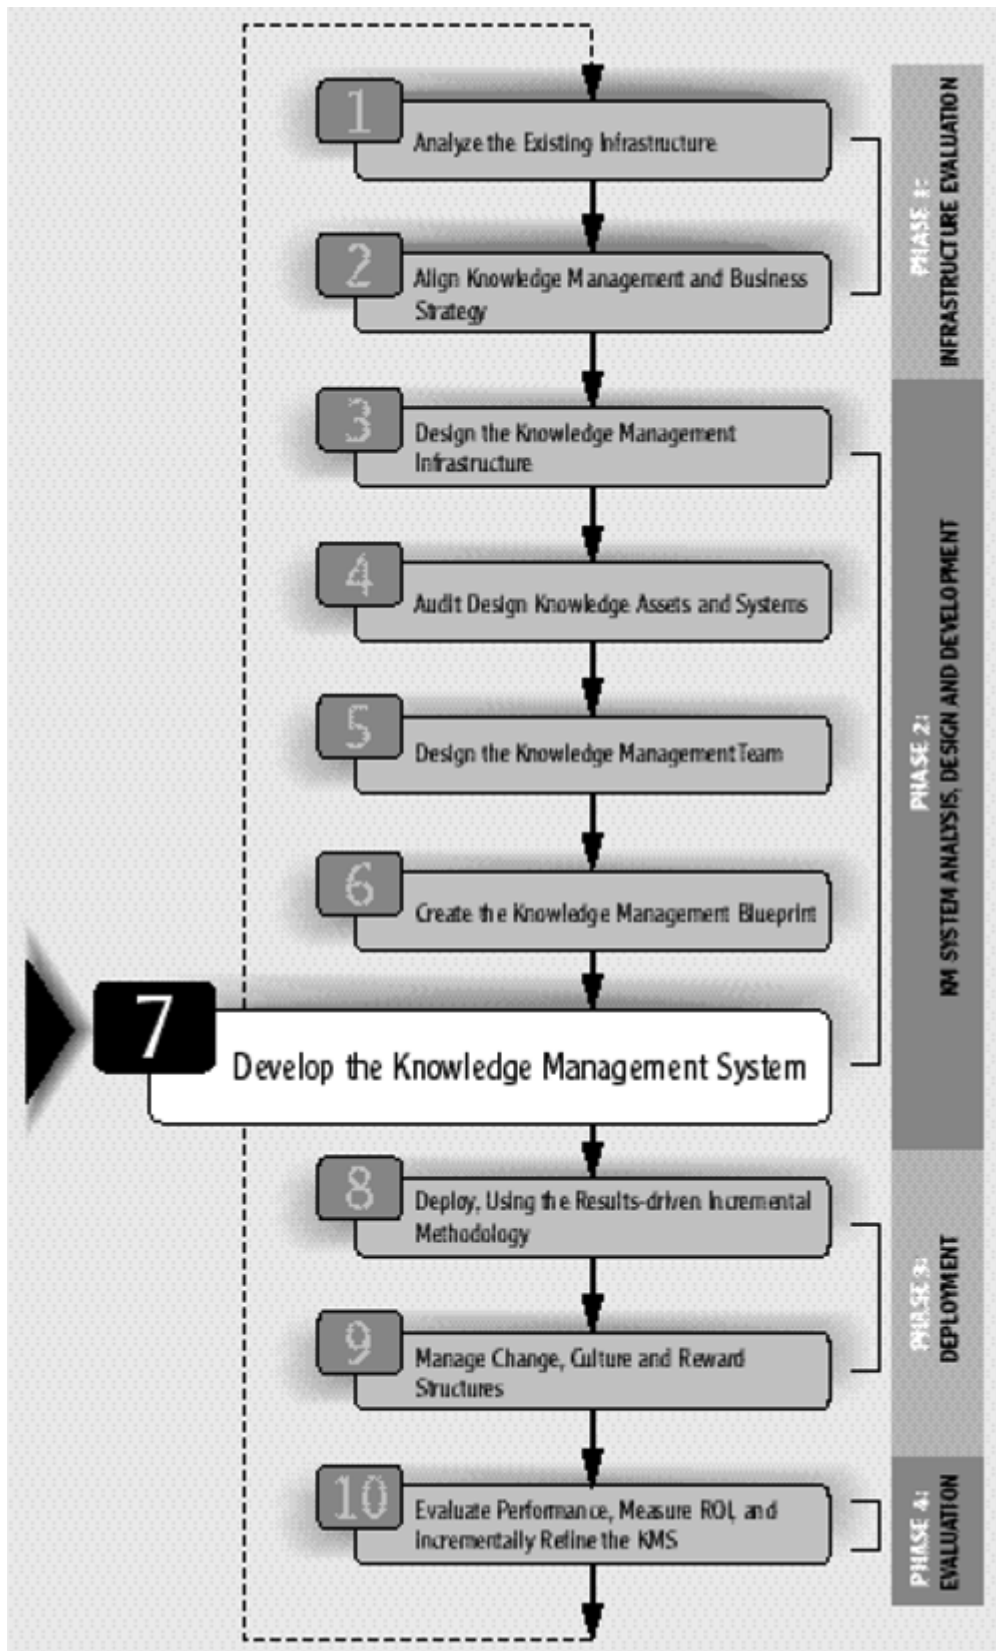 1
Analyze the Existing Infrastructure
2
Align Knowledge Management and Business
Strategy
3
Design the Knowledge Management
Infrastructure
4
Audit Design Knowledge Assets and Systems
5
Design the Knowledge Management Team
6
Create the Knowledge Management Blueprint
7
Develop the Knowledge Management System
8
Deploy, Using the Results-driven Incremental
Methodology
9
Manage Change, Culture and Reward
Structures
10
Evaluate Performance, Measure ROI, and
Incrementally Refine the KMS
PHASE 1:
INFRASTRUCTURE EVALUATION
PHASE 2:
KM SYSTEM ANALYSIS, DESIGN AND DEVELOPMENT
PHASE 3:
DEPLOYMENT
PHASE 4:
EVALUATION